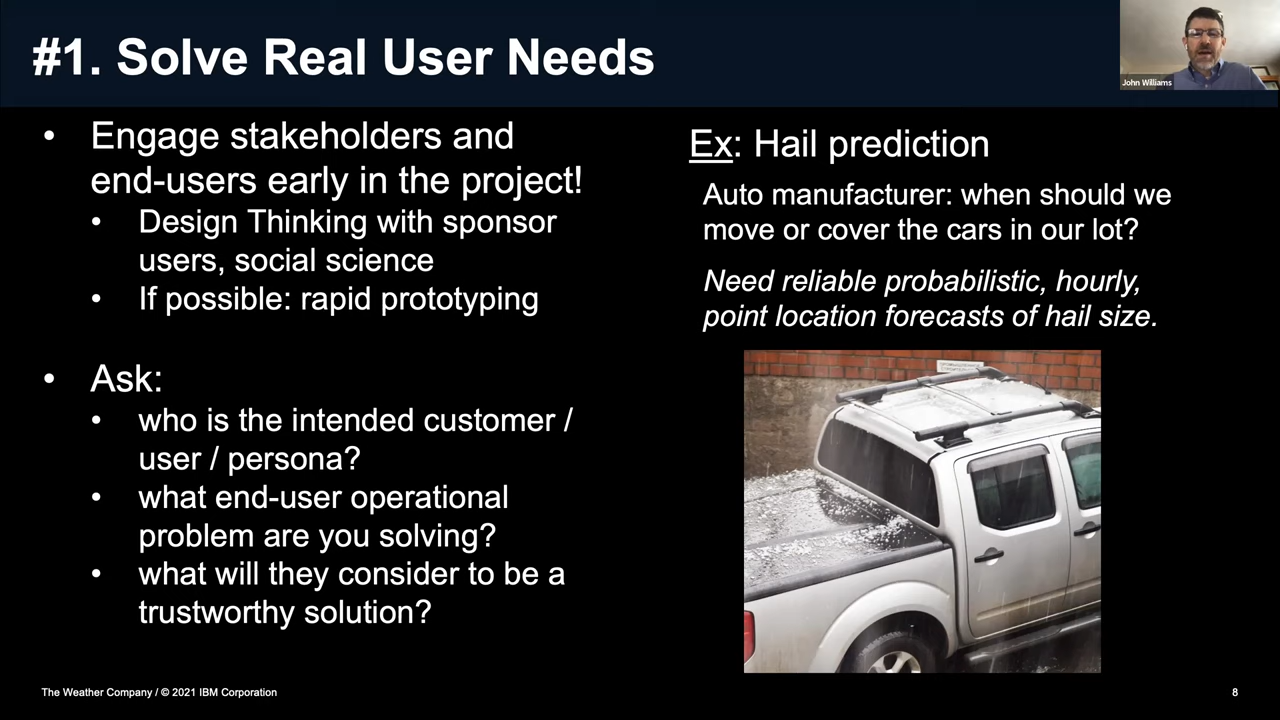 #1. Solve Real User Needs
John Williams
• Engage stakeholders and
end-users early in the project!
• Design Thinking with sponsor
users, social science
• If possible: rapid prototyping
• Ask:
• who is the intended customer /
user / persona?
• what end-user operational
problem are you solving?
• what will they consider to be a
trustworthy solution?
Ex: Hail prediction
Auto manufacturer: when should we
move or cover the cars in our lot?
Need reliable probabilistic, hourly,
point location forecasts of hail size.
The Weather Company / © 2021 IBM Corporation
8